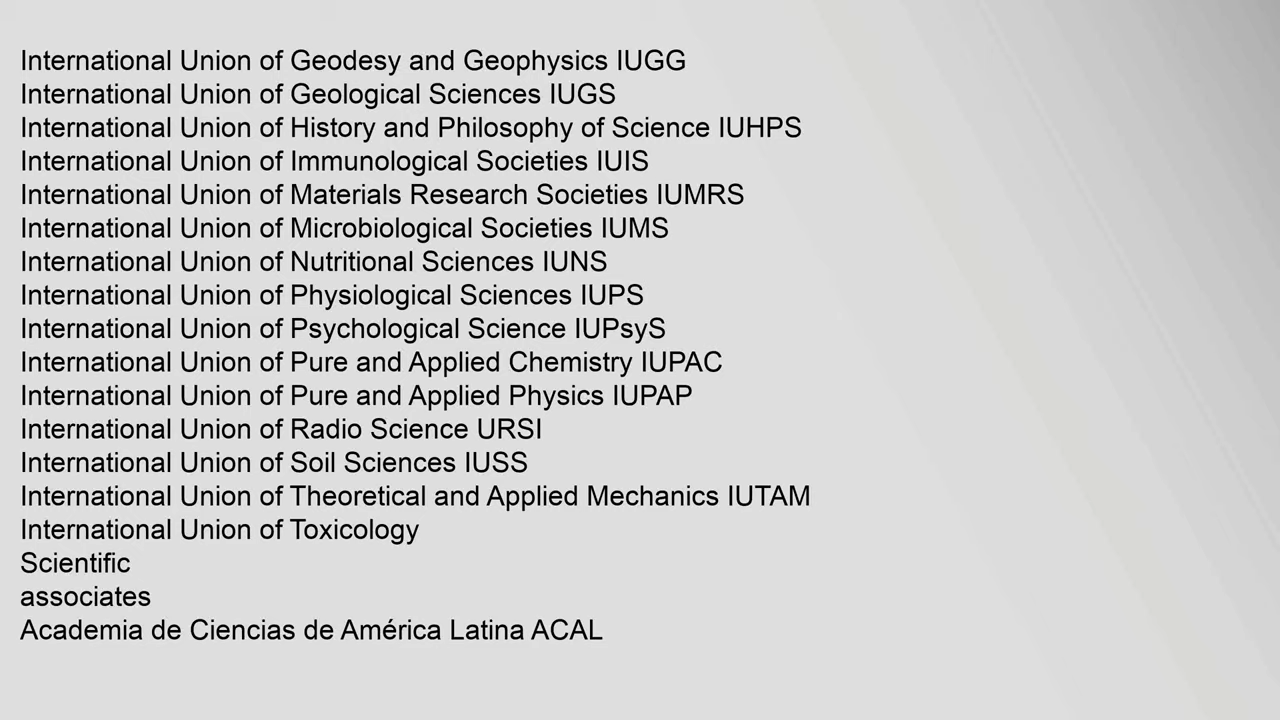 International Union of Geodesy and Geophysics IUGG
International Union of Geological Sciences IUGS
International Union of History and Philosophy of Science IUHPS
International Union of Immunological Societies IUIS
International Union of Materials Research Societies IUMRS
International Union of Microbiological Societies IUMS
International Union of Nutritional Sciences IUNS
International Union of Physiological Sciences IUPS
International Union of Psychological Science IUPsyS
International Union of Pure and Applied Chemistry IUPAC
International Union of Pure and Applied Physics IUPAP
International Union of Radio Science URSI
International Union of Soil Sciences IUSS
International Union of Theoretical and Applied Mechanics IUTAM
International Union of Toxicology
Scientific
associates
Academia de Ciencias de América Latina ACAL